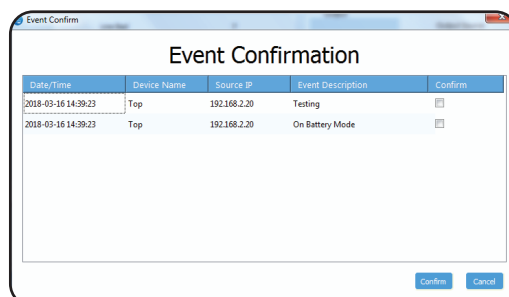 Event Confirm
Event Confirmation
Date/Time Device Name Source IP Event Description Confirm
2018-03-16 14:39:23 Top 192.168.2.20 Testing
2018-03-16 14:39:23 Top 192.168.2.20 On Battery Mode
Confirm Cancel